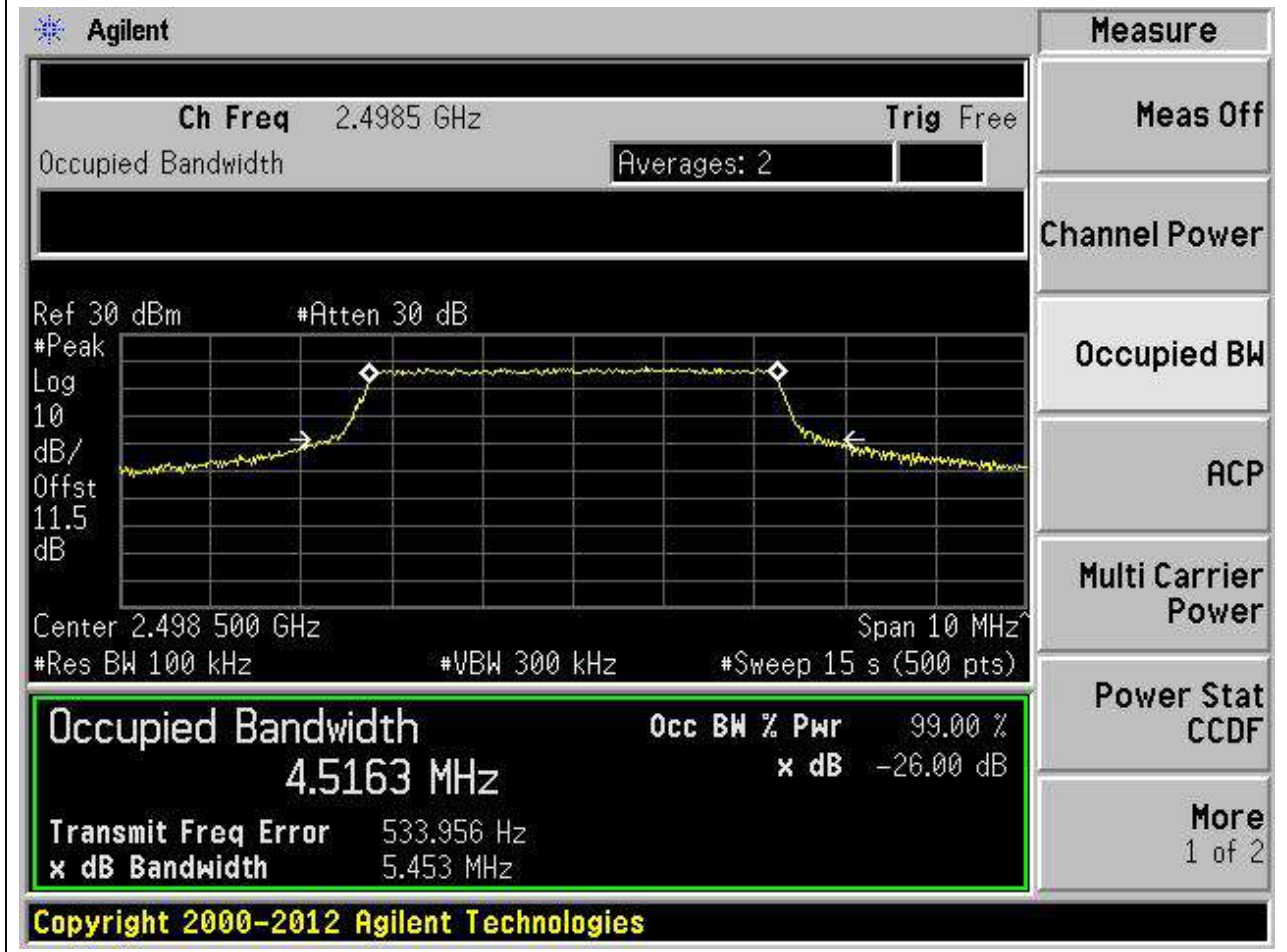 Agilent
Measure
Ch Freq 2.4985 GHz Trig Free
Occupied Bandwidth Averages: 2
Ref 30 dBm #Atten 30 dB
#Peak
Log
10
dB/
Offst
11.5
dB
Center 2.498 500 GHz Span 10 MHz^
#Res BW 100 kHz #VBW 300 kHz #Sweep 15 s (500 pts)
Occupied Bandwidth
4.5163 MHz
Occ BW % Pwr 99.00 %
x dB -26.00 dB
Transmit Freq Error 533.956 Hz
x dB Bandwidth 5.453 MHz
Copyright 2000-2012 Agilent Technologies
Meas Off
Channel Power
Occupied BW
ACP
Multi Carrier
Power
Power Stat
CCDF
More
1 of 2